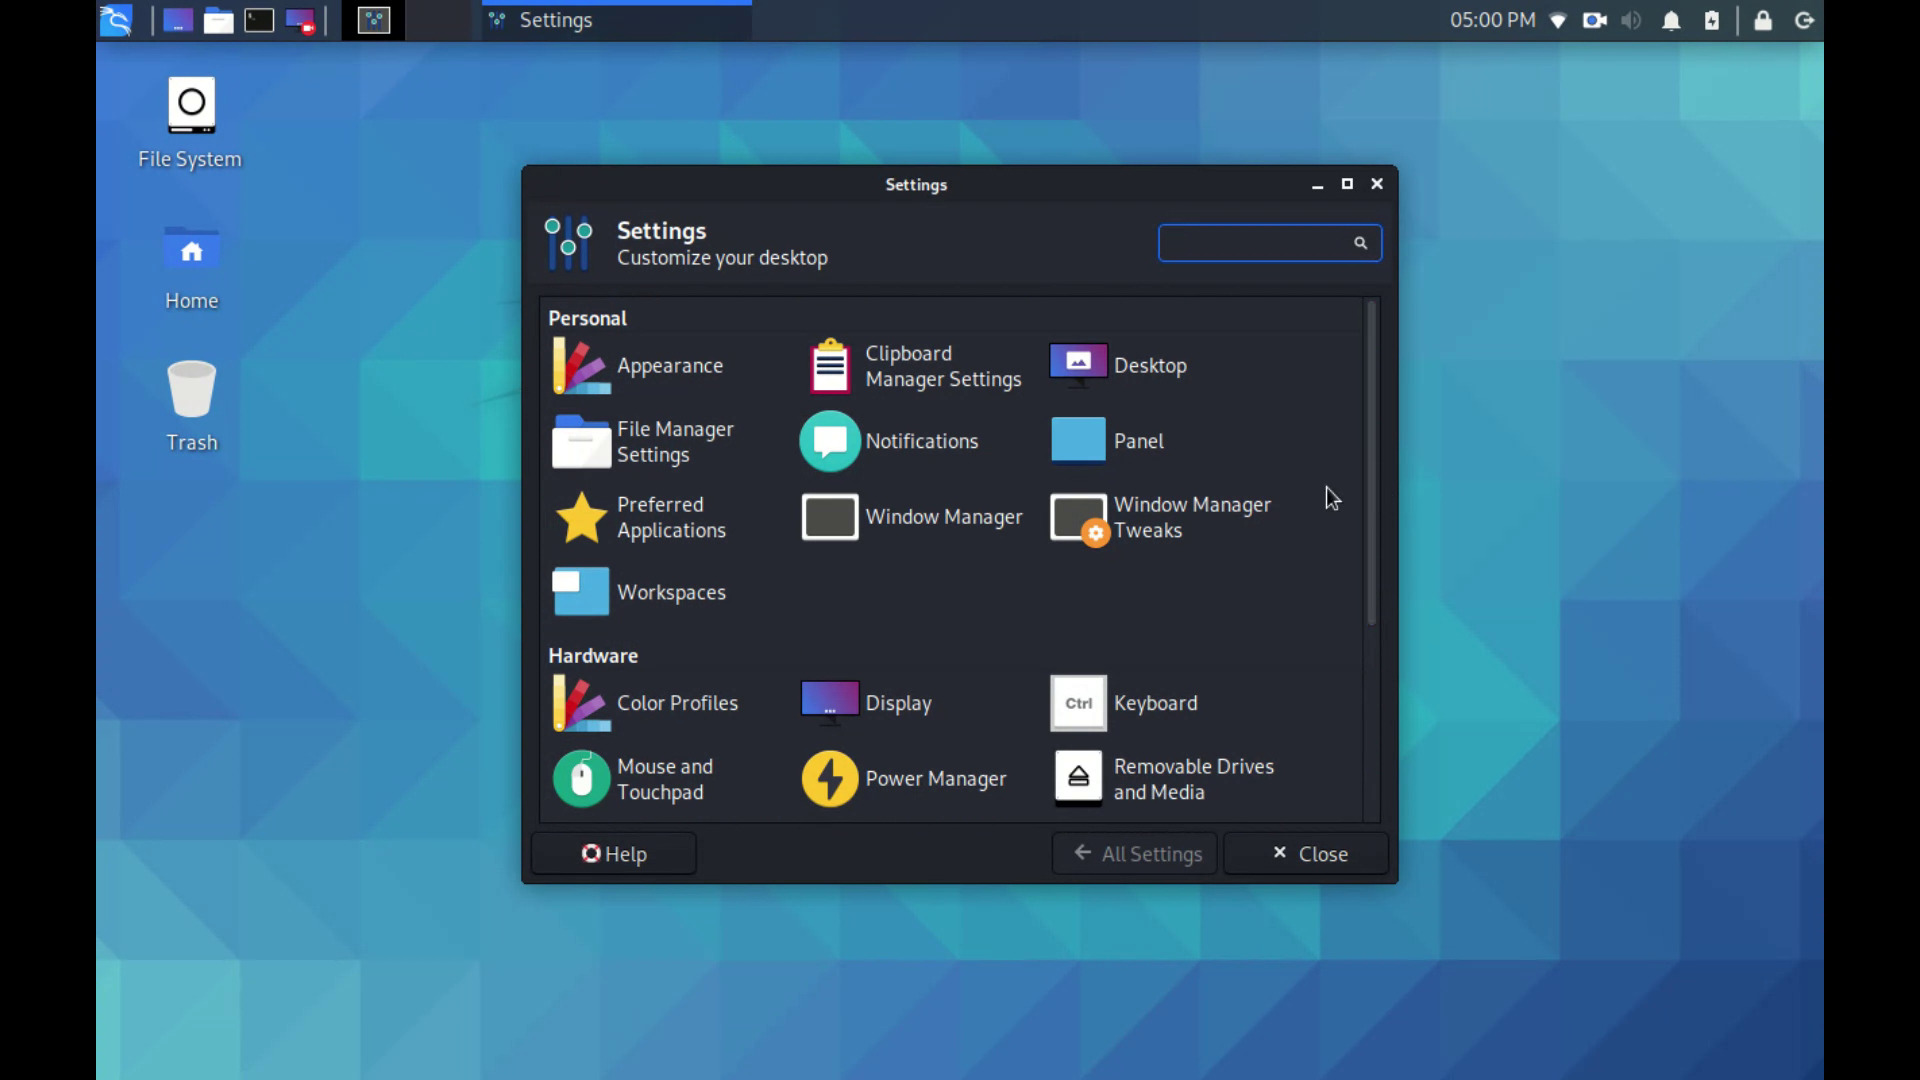 Settings
05:00 PM
File System
Home
Trash
Settings
Settings
Customize your desktop
Personal
Appearance
Clipboard
Manager Settings
Desktop
File Manager
Settings
Notifications
Panel
Preferred
Applications
Window Manager
Window Manager
Tweaks
Workspaces
Hardware
Color Profiles
Display
Ctrl
Keyboard
Mouse and
Touchpad
Power Manager
Removable Drives
and Media
Help
All Settings
Close